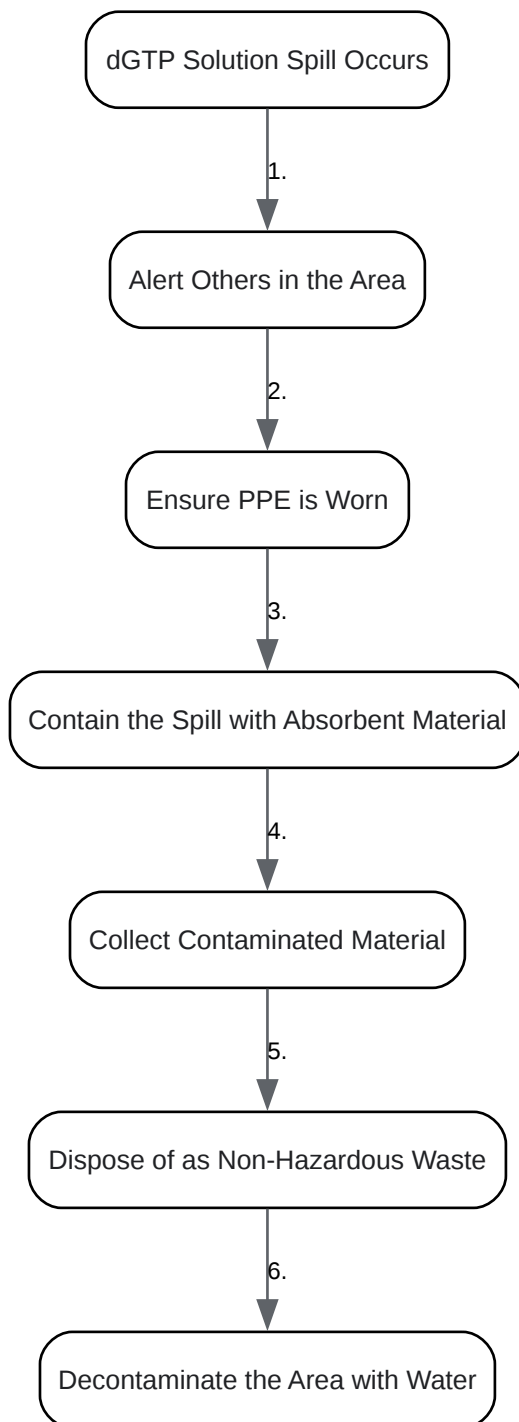 dGTP Solution Spill Occurs
1.
Alert Others in the Area
2.
Ensure PPE is Worn
3.
Contain the Spill with Absorbent Material
4.
Collect Contaminated Material
5.
Dispose of as Non-Hazardous Waste
6.
Decontaminate the Area with Water